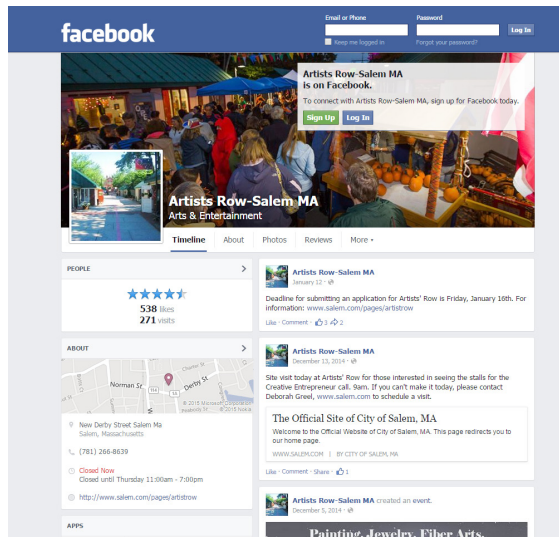 facebook
Email or Phone
Password
Keep me logged in
Forgot your password?
Log In
Artists Row-Salem MA
is on Facebook.
To connect with Artists Row-Salem MA, sign up for Facebook today.
Sign Up Log In
Artists Row-Salem MA
Arts & Entertainment
Timeline About Photos Reviews More
PEOPLE
538 likes
271 visits
ABOUT
Norman St
Derby St
Charter St
© 2015 Microsoft Corporation
New Derby Street Salem Ma
Salem, Massachusetts
(781) 266-8639
Closed Now
Closed until Thursday 11:00am - 7:00pm
http://www.salem.com/pages/artistrow
APPS
Artists Row-Salem MA
January 12 ·
Deadline for submitting an application for Artists' Row is Friday, January 16th. For
information: www.salem.com/pages/artistrow
Like · Comment · 3 2
Artists Row-Salem MA
December 13, 2014 ·
Site visit today at Artists' Row for those interested in seeing the stalls for the
Creative Entrepreneur call. 9am. If you can't make it today, please contact
Deborah Greel, www.salem.com to schedule a visit.
The Official Site of City of Salem, MA
Welcome to the Official Website of City of Salem, MA. This page redirects you to
our home page.
WWW.SALEM.COM | BY CITY OF SALEM, MA
Like · Comment · Share · 1
Artists Row-Salem MA created an event.
December 5, 2014 ·
Painting, Jewelry, Fiber Arts,